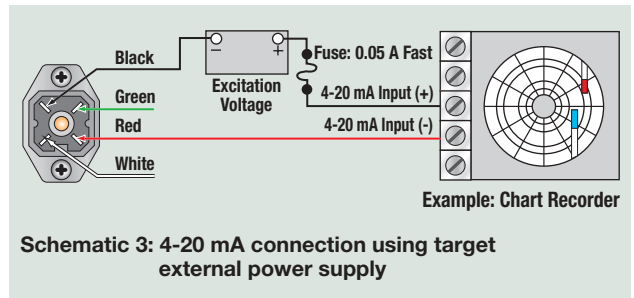 Black
Green
Red
White
−
+
Excitation
Voltage
Fuse: 0.05 A Fast
4-20 mA Input (+)
4-20 mA Input (-)
Example: Chart Recorder
Schematic 3: 4-20 mA connection using target
external power supply